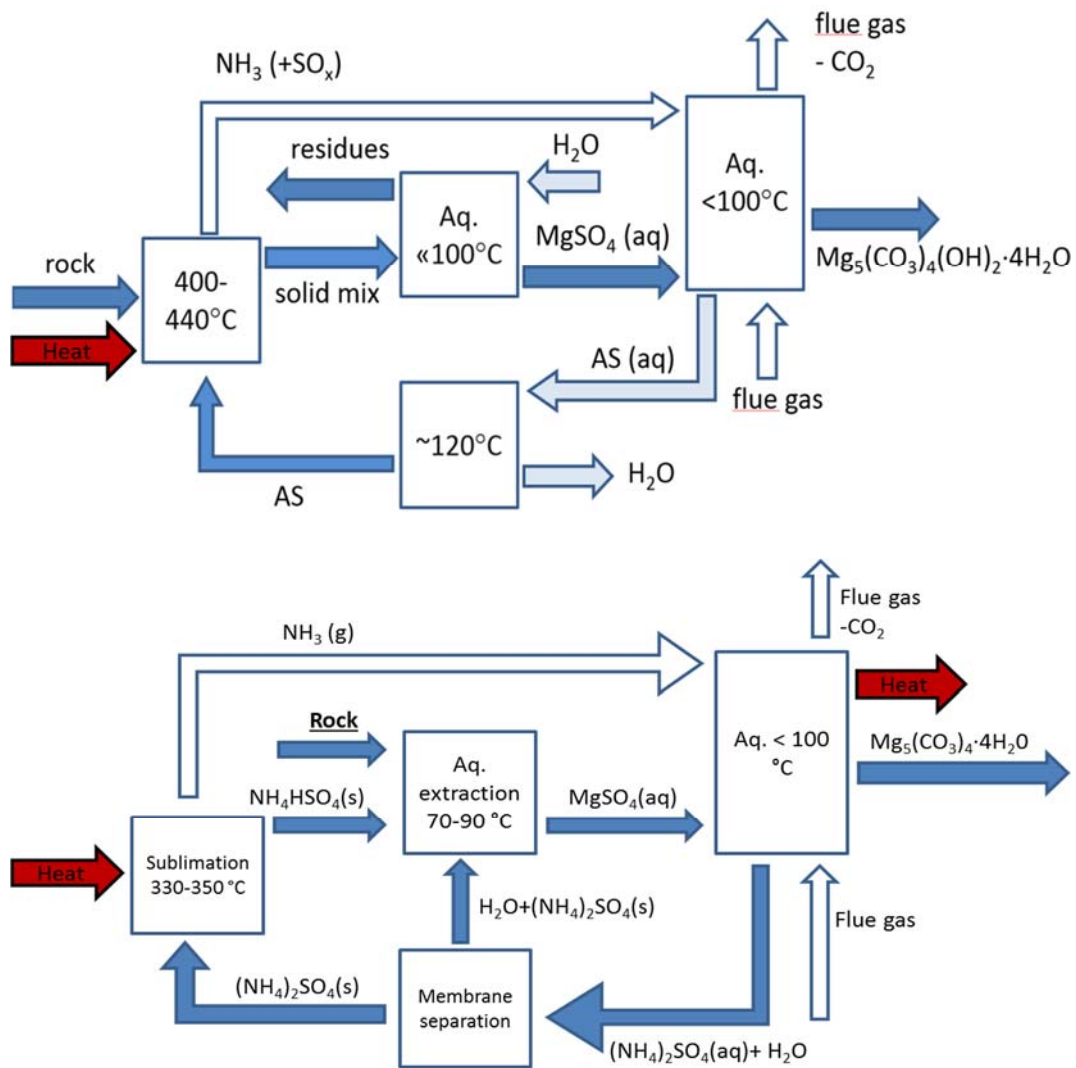 flue gas
- CO₂
NH₃ (+SOₓ)
residues
H₂O
Aq.
<100°C
Aq.
«100°C
MgSO₄ (aq)
Mg₅(CO₃)₄(OH)₂·4H₂O
rock
400-
440°C
solid mix
Heat
AS (aq)
flue gas
~120°C
H₂O
AS
Flue gas
-CO₂
NH₃ (g)
Heat
Rock
Aq.
extraction
70-90 °C
Aq. < 100
°C
Mg₅(CO₃)₄·4H₂0
NH₄HSO₄(s)
MgSO₄(aq)
Heat
Sublimation
330-350 °C
H₂O+(NH₄)₂SO₄(s)
Flue gas
(NH₄)₂SO₄(s)
Membrane
separation
(NH₄)₂SO₄(aq)+ H₂O